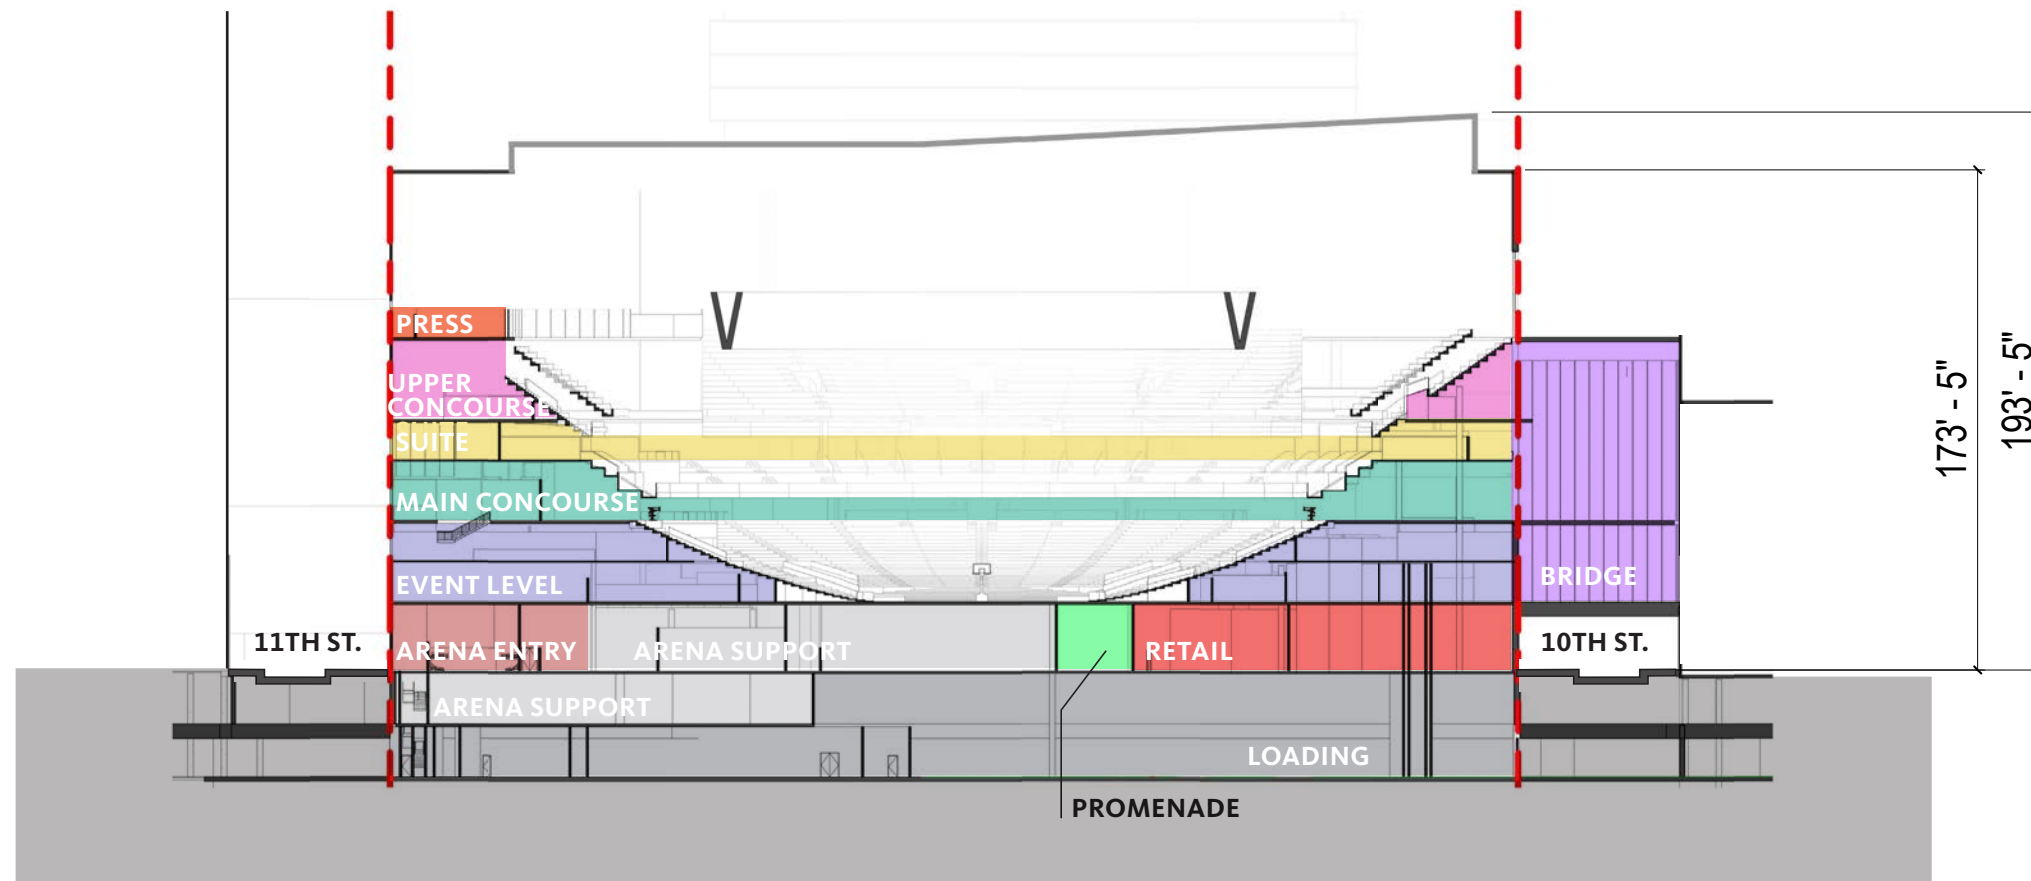 PRESS
UPPER
CONCOURSE
SUITE
MAIN CONCOURSE
EVENT LEVEL
BRIDGE
11TH ST.
ARENA ENTRY
ARENA SUPPORT
RETAIL
10TH ST.
ARENA SUPPORT
LOADING
PROMENADE
173' - 5"
193' - 5"